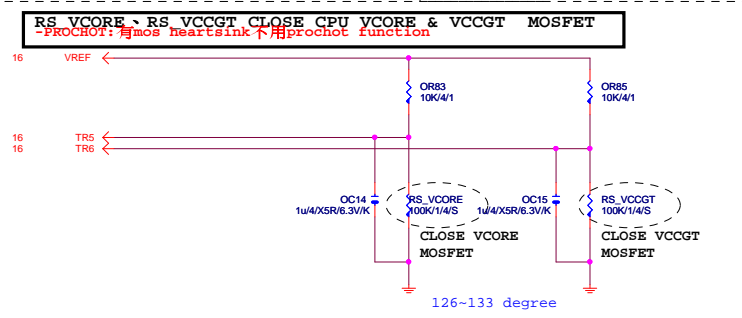 RS_VCORE、RS_VCCGT CLOSE CPU VCORE & VCCGT MOSFET
-PROCHOT:有mos heartsink不用prochot function
16 VREF
OR83
10K/4/1
OR85
10K/4/1
16 TR5
16 TR6
OC14
1u/4/X5R/6.3V/K
RS_VCORE
100K/1/4/S
OC15
1u/4/X5R/6.3V/K
RS_VCCGT
100K/1/4/S
CLOSE VCORE
MOSFET
CLOSE VCCGT
MOSFET
126~133 degree